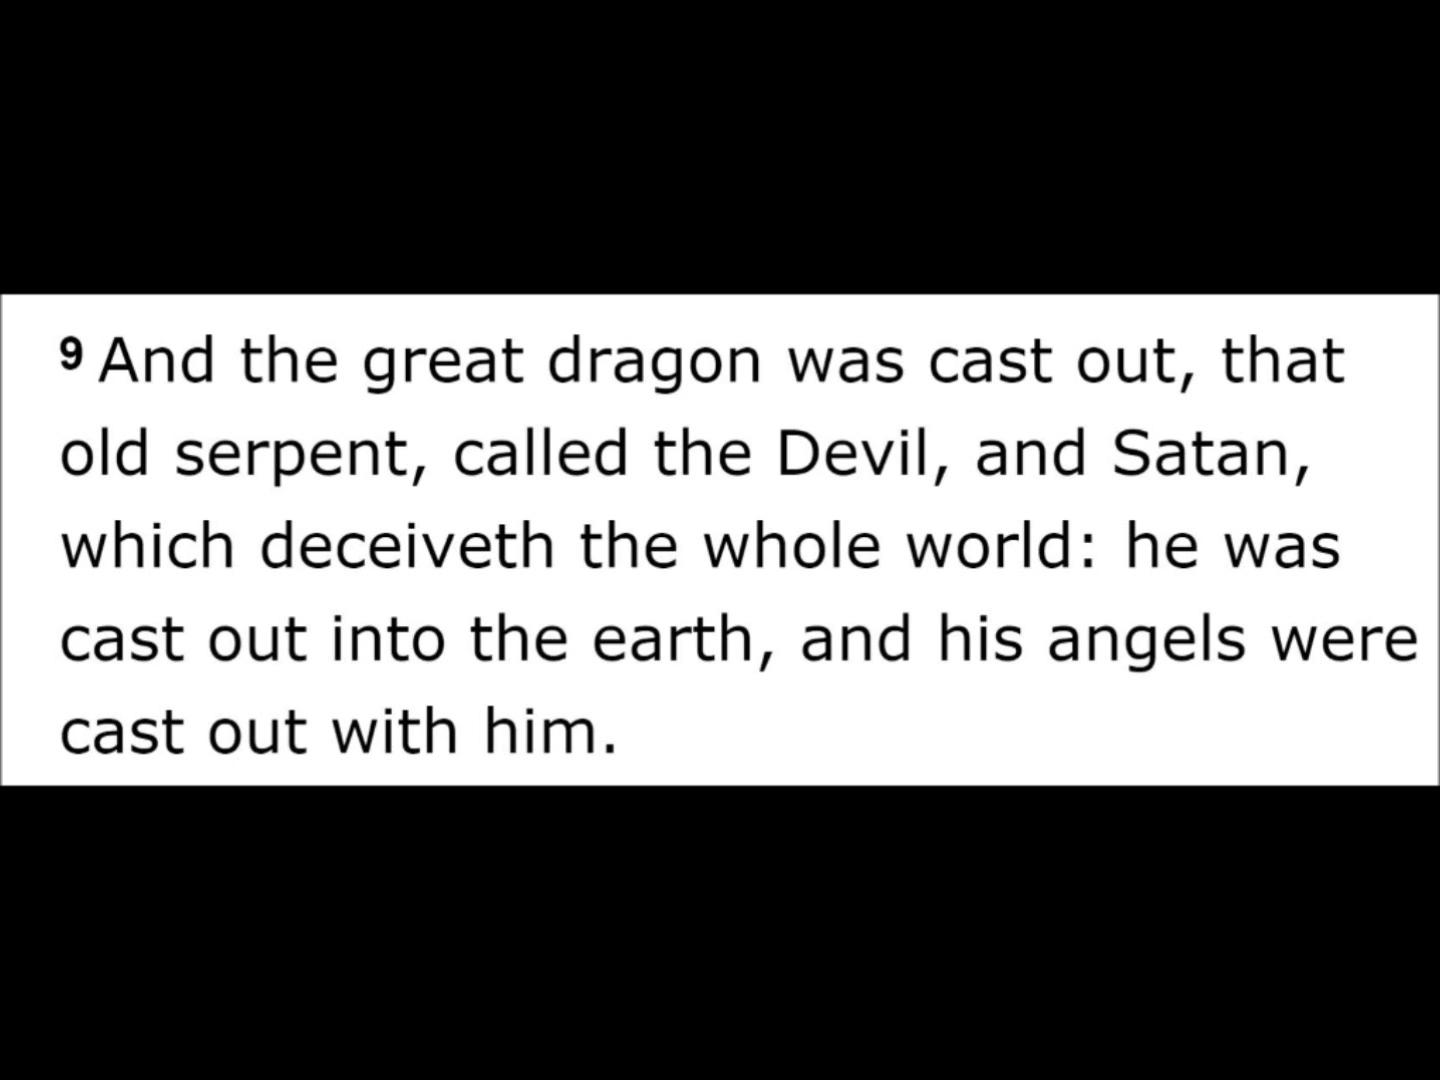 9 And the great dragon was cast out, that
old serpent, called the Devil, and Satan,
which deceiveth the whole world: he was
cast out into the earth, and his angels were
cast out with him.